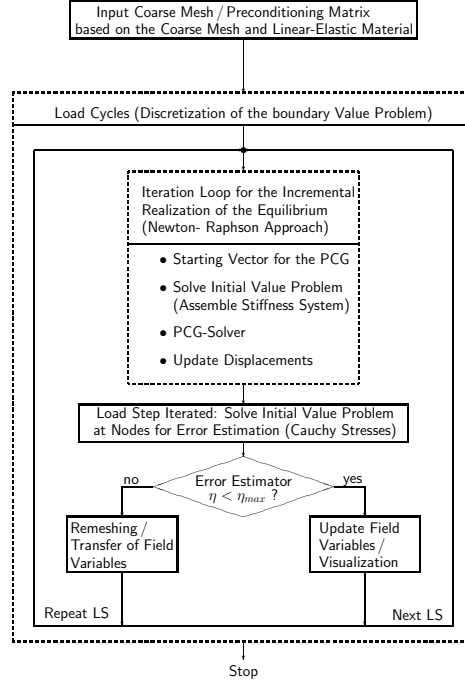 Input Coarse Mesh / Preconditioning Matrix
based on the Coarse Mesh and Linear-Elastic Material
Load Cycles (Discretization of the boundary Value Problem)
Iteration Loop for the Incremental
Realization of the Equilibrium
(Newton- Raphson Approach)
• Starting Vector for the PCG
• Solve Initial Value Problem
(Assemble Stiffness System)
• PCG-Solver
• Update Displacements
Load Step Iterated: Solve Initial Value Problem
at Nodes for Error Estimation (Cauchy Stresses)
no
Error Estimator
η < ηmax ?
yes
Remeshing /
Transfer of Field
Variables
Update Field
Variables /
Visualization
Repeat LS
Next LS
Stop